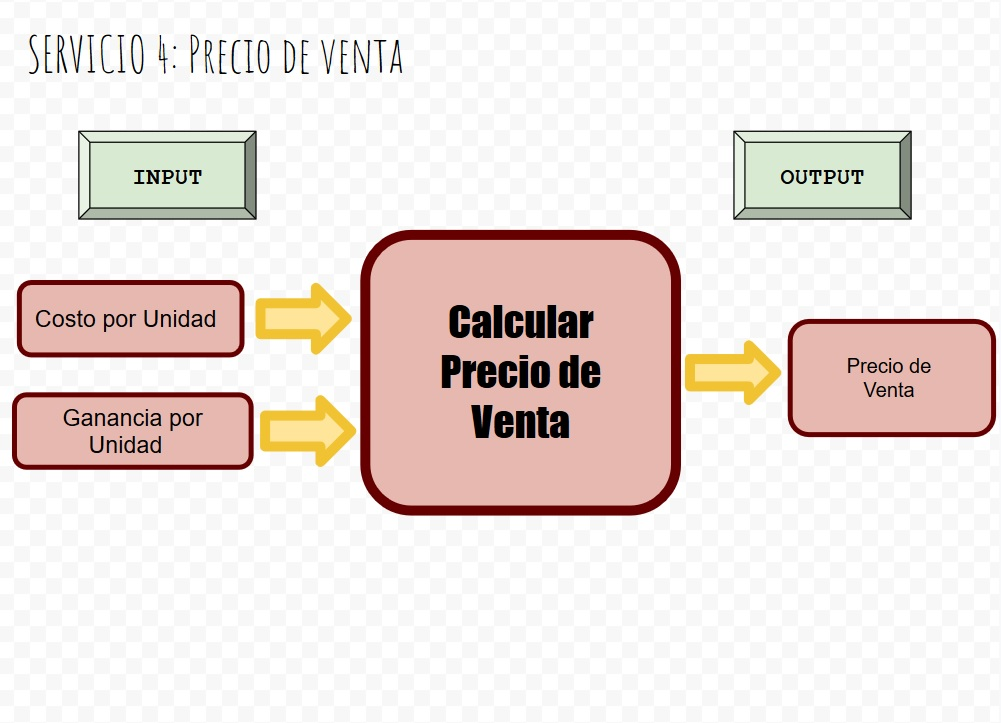 SERVICIO 4: PRECIO DE VENTA
INPUT
OUTPUT
Costo por Unidad
Ganancia por
Unidad
Calcular
Precio de
Venta
Precio de
Venta